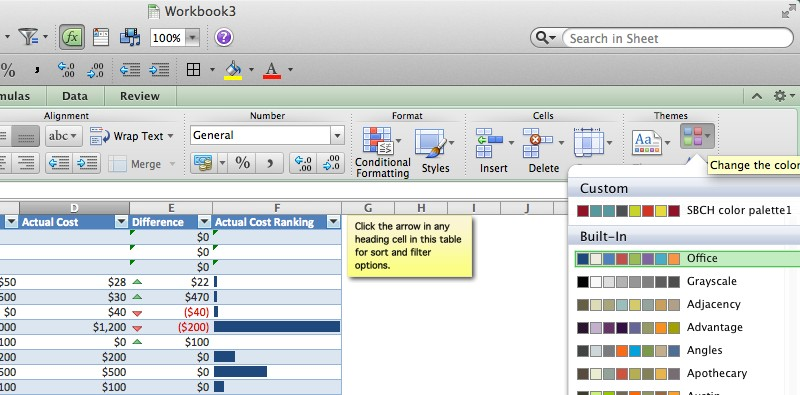 Workbook3
100%
Search in Sheet
%
A
mulas
Data
Review
Alignment
Number
Format
Cells
Themes
abc
Wrap Text
General
Aa
Merge
%
Conditional Formatting
Styles
Insert
Delete
Change the color
Custom
SBCH color palette1
Built-In
Office
Grayscale
Adjacency
Advantage
Angles
Apothecary
D E F G H I J
Actual Cost Difference Actual Cost Ranking
Click the arrow in any
heading cell in this table
for sort and filter
options.
$0
$0
$0
$50 $28 $22
500 $30 $470
$0 $40 ($40)
000 $1,200 ($200)
100 $0 $100
200 $200 $0
500 $500 $0
100 $100 $0